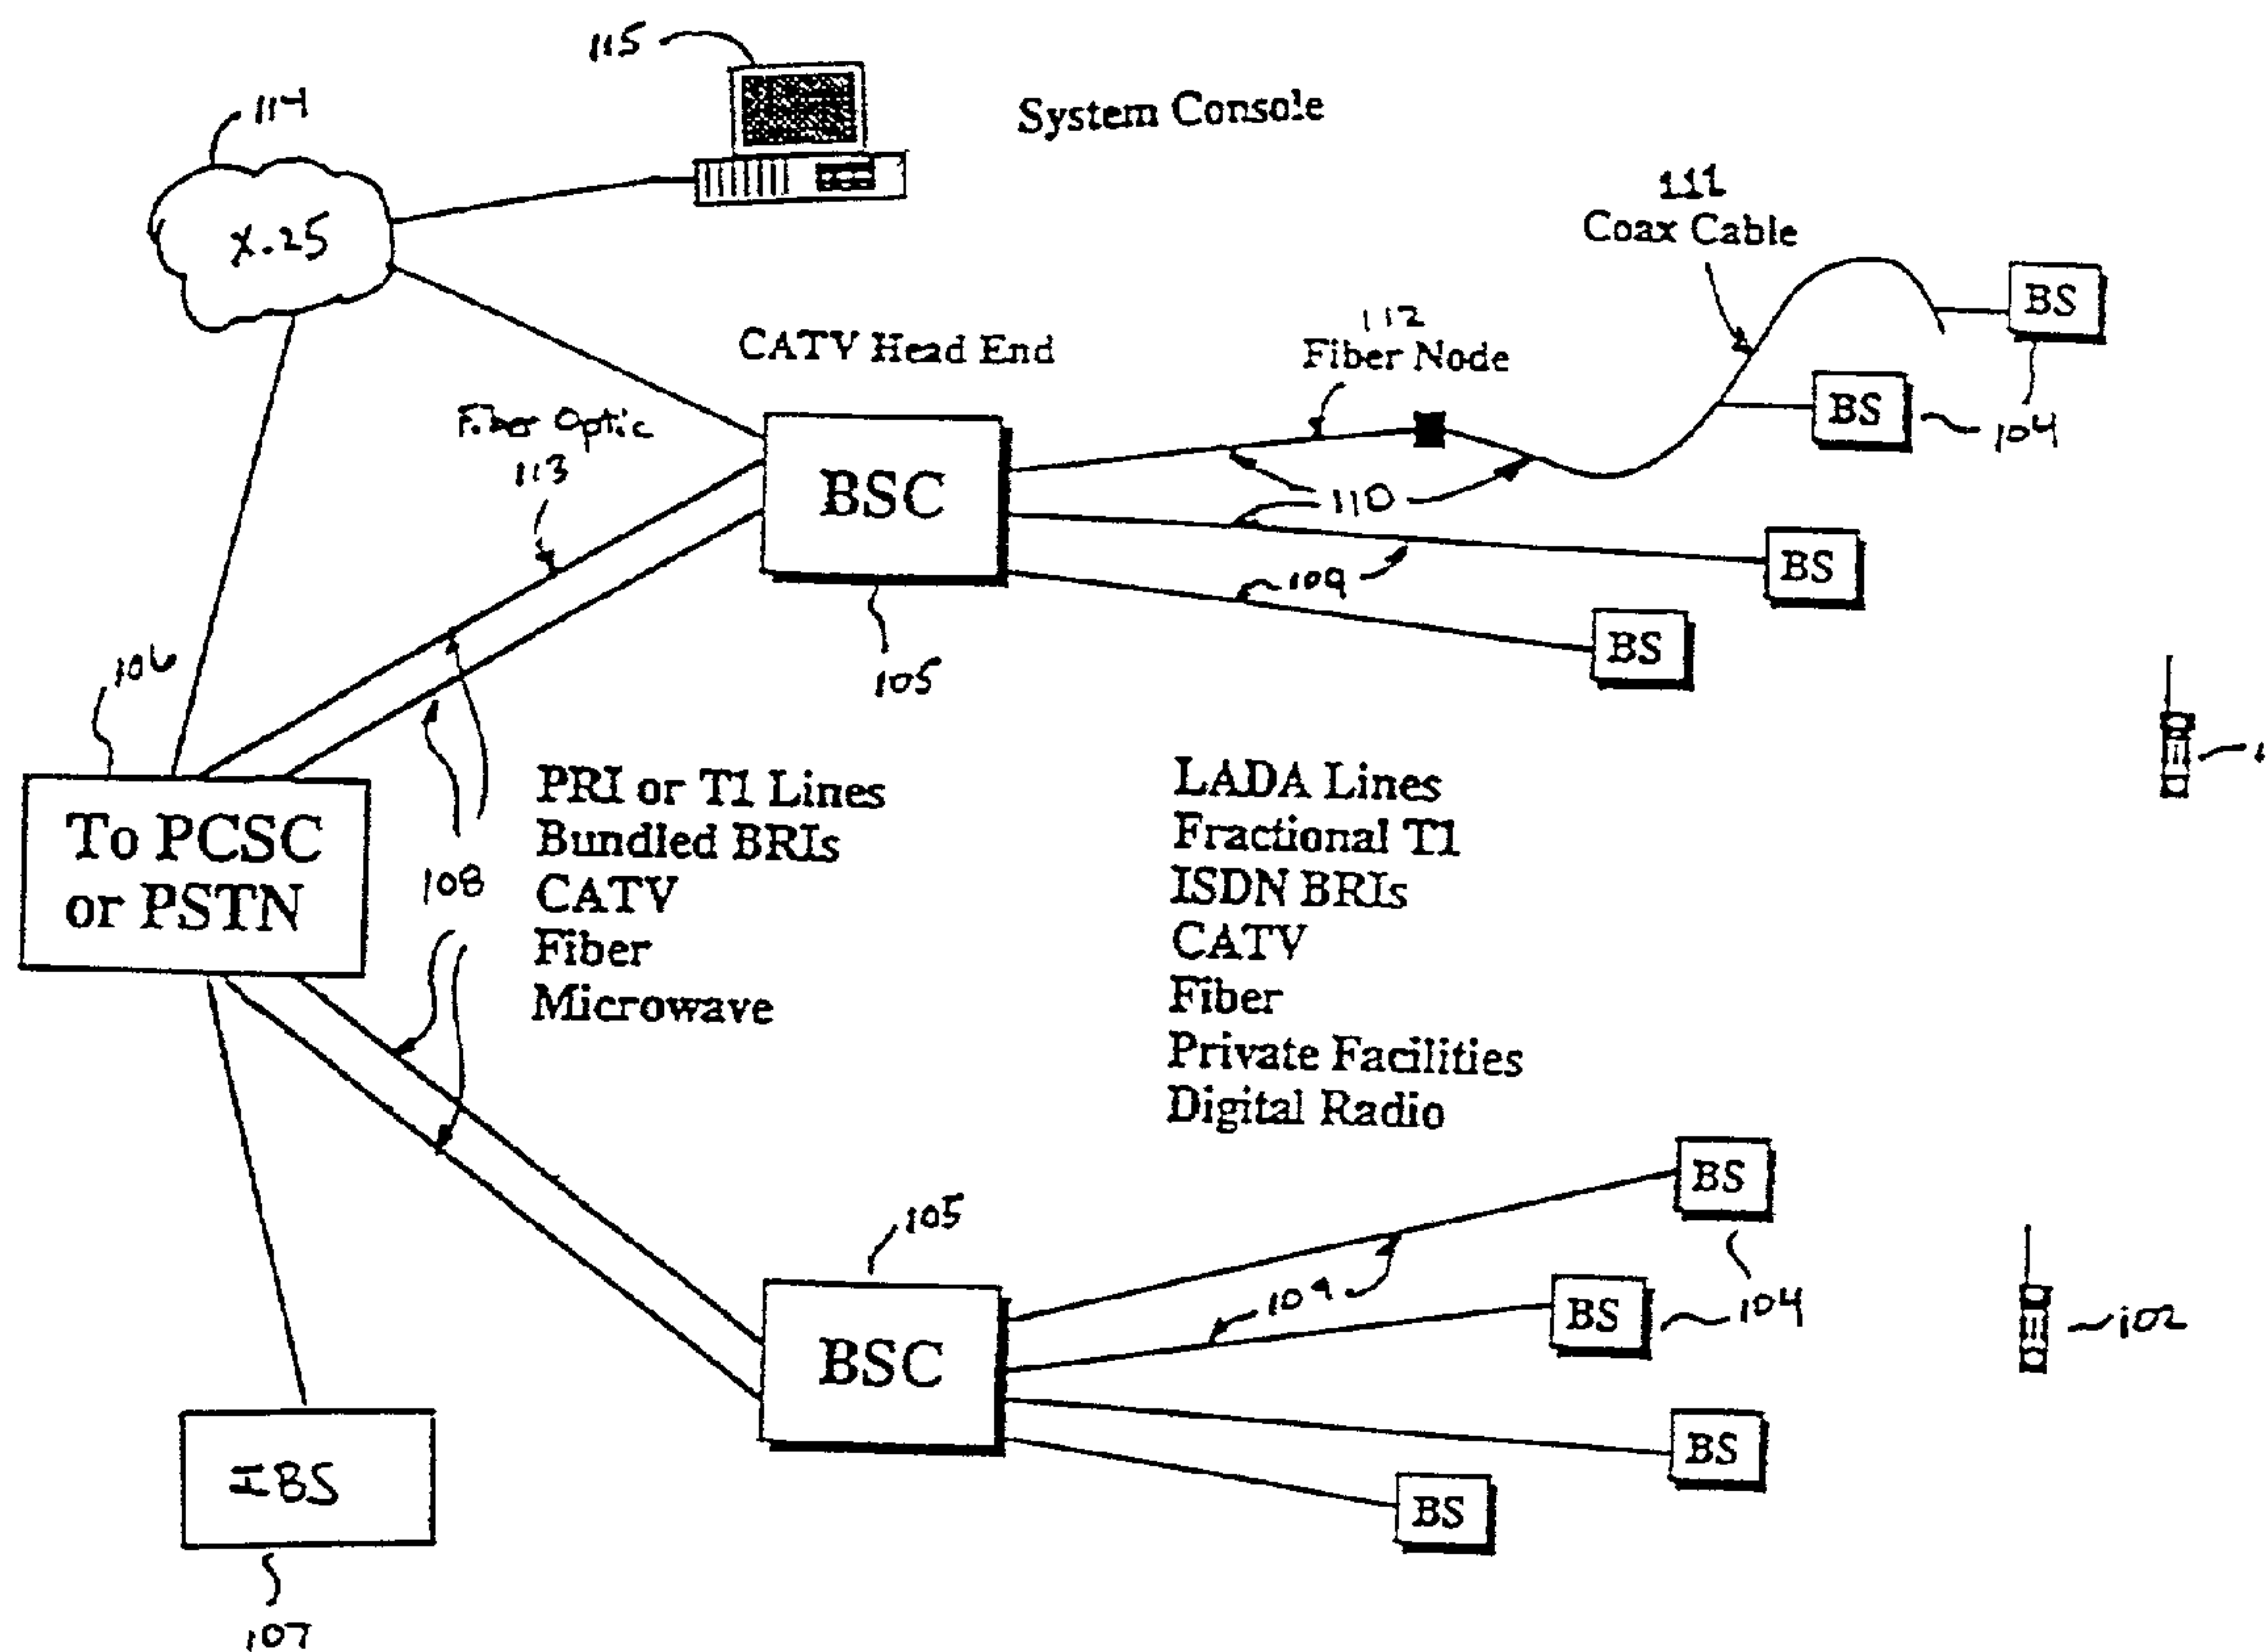 115
System Console
114
X.25
111
Coax Cable
BS
112
Fiber Node
CATV Head End
BS
104
Fiber Optic
113
BSC
110
BS
109
BS
105
106
To PCSC
or PSTN
108
PRI or T1 Lines
Bundled BRIs
CATV
Fiber
Microwave
LADA Lines
Fractional T1
ISDN BRIs
CATV
Fiber
Private Facilities
Digital Radio
BS
105
104
109
BS
104
102
BSC
BS
IBS
BS
107